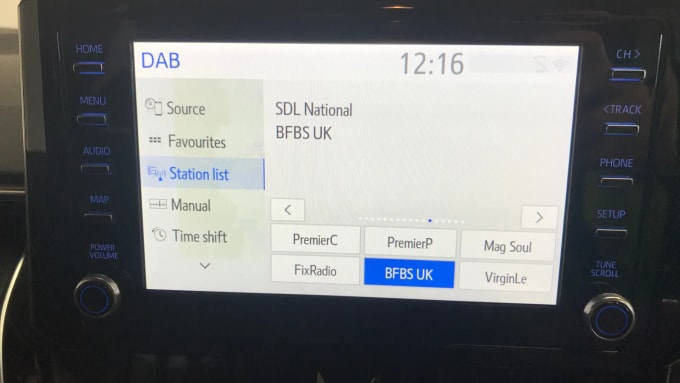 HOME
MENU
AUDIO
MAP
POWER
VOLUME
DAB
12:16
Source
Favourites
Station list
Manual
Time shift
SDL National
BFBS UK
<
>
PremierC
PremierP
Mag Soul
FixRadio
BFBS UK
VirginLe
CH >
< TRACK
PHONE
SETUP
TUNE
SCROLL